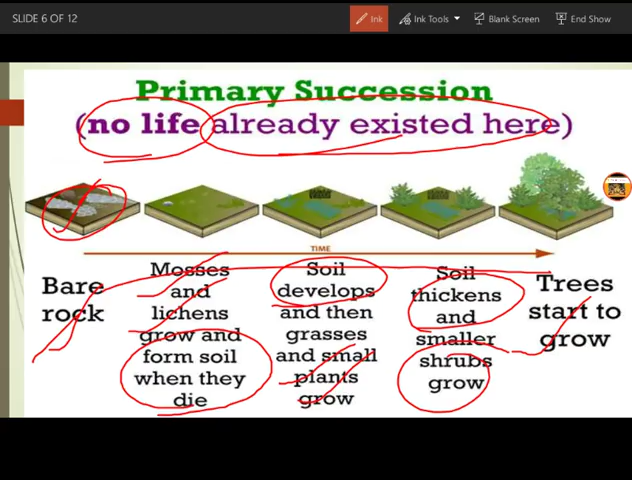 SLIDE 6 OF 12
Ink
Ink Tools
Blank Screen
End Show
Primary Succession
(no life already existed here)
TIME
Bare
rock
Mosses
and
lichens
grow and
form soil
when they
die
Soil
develops
and then
grasses
and small
plants
grow
Soil
thickens
and
smaller
shrubs
grow
Trees
start to
grow